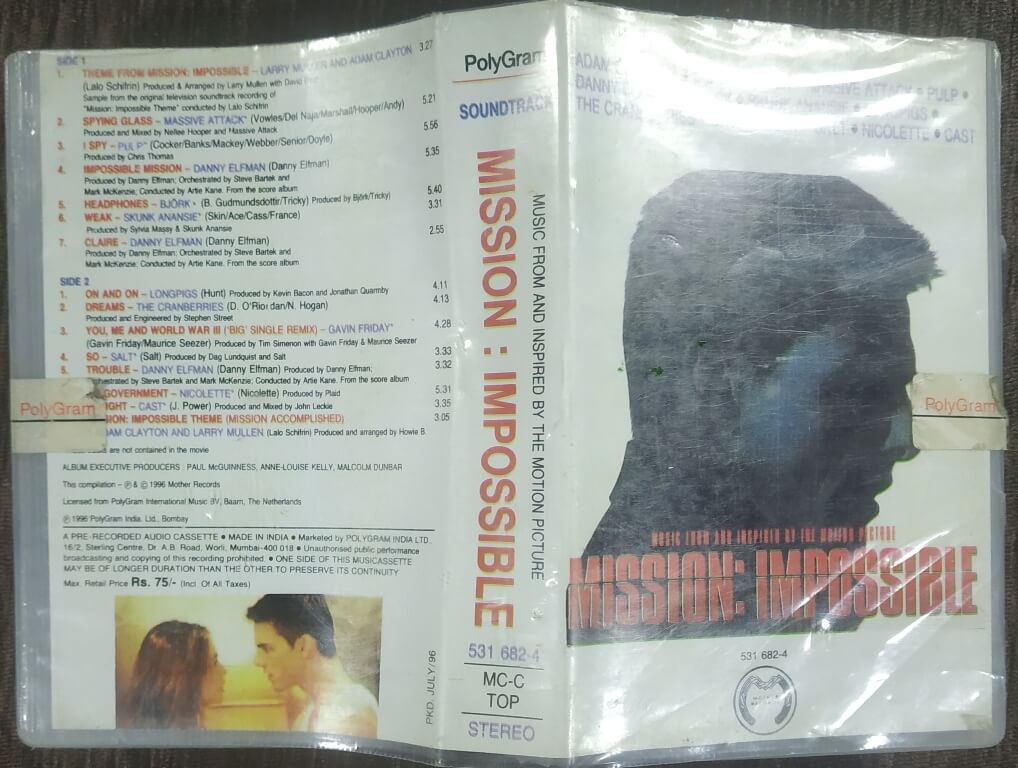 SIDE 1
1. THEME FROM MISSION: IMPOSSIBLE – LARRY MULLEN AND ADAM CLAYTON 3.27
(Lalo Schifrin) Produced & Arranged by Larry Mullen with David
Sample from the original television soundtrack recording of
"Mission: Impossible Theme" conducted by Lalo Schifrin
2. SPYING GLASS – MASSIVE ATTACK* (Vowles/Del Naja/Marshall/Hooper/Andy) 5.21
Produced and Mixed by Nellee Hooper and Massive Attack
3. I SPY – PULP* (Cocker/Banks/Mackey/Webber/Senior/Doyle) 5.56
Produced by Chris Thomas
4. IMPOSSIBLE MISSION – DANNY ELFMAN (Danny Elfman) 5.35
Produced by Danny Elfman; Orchestrated by Steve Bartek and
Mark McKenzie; Conducted by Artie Kane. From the score album
5. HEADPHONES – BJÖRK* (B. Gudmundsdottir/Tricky) Produced by Björk/Tricky) 5.40
6. WEAK – SKUNK ANANSIE* (Skin/Ace/Cass/France) 3.31
Produced by Sylvia Massy & Skunk Anansie
7. CLAIRE – DANNY ELFMAN (Danny Elfman) 2.55
Produced by Danny Elfman; Orchestrated by Steve Bartek and
Mark McKenzie; Conducted by Artie Kane. From the score album
SIDE 2
1. ON AND ON – LONGPIGS (Hunt) Produced by Kevin Bacon and Jonathan Quarmby 4.11
2. DREAMS – THE CRANBERRIES (D. O'Riordan/N. Hogan) 4.13
Produced and Engineered by Stephen Street
3. YOU, ME AND WORLD WAR III ('BIG' SINGLE REMIX) – GAVIN FRIDAY* 4.28
(Gavin Friday/Maurice Seezer) Produced by Tim Simenon with Gavin Friday & Maurice Seezer
4. SO – SALT* (Salt) Produced by Dag Lundquist and Salt 3.33
5. TROUBLE – DANNY ELFMAN (Danny Elfman) Produced by Danny Elfman; 3.32
chestrated by Steve Bartek and Mark McKenzie; Conducted by Artie Kane. From the score album
GOVERNMENT – NICOLETTE* (Nicolette) Produced by Plaid 5.31
IGHT – CAST* (J. Power) Produced and Mixed by John Leckie 3.35
ION: IMPOSSIBLE THEME (MISSION ACCOMPLISHED) 3.05
DAM CLAYTON AND LARRY MULLEN (Lalo Schifrin) Produced and arranged by Howie B.
are not contained in the movie
ALBUM EXECUTIVE PRODUCERS : PAUL McGUINNESS, ANNE-LOUISE KELLY, MALCOLM DUNBAR
This compilation – ℗ & © 1996 Mother Records
Licensed from PolyGram International Music BV, Baarn, The Netherlands
℗ 1996 PolyGram India. Ltd., Bombay
A PRE-RECORDED AUDIO CASSETTE ● MADE IN INDIA ● Marketed by POLYGRAM INDIA LTD.,
16/2, Sterling Centre, Dr. A.B. Road, Worli, Mumbai-400 018 ● Unauthorised public performance
broadcasting and copying of this recording prohibited ● ONE SIDE OF THIS MUSICASSETTE
MAY BE OF LONGER DURATION THAN THE OTHER TO PRESERVE ITS CONTINUITY
Max. Retail Price Rs. 75/- (Incl. Of All Taxes)
PKD. JULY/96
PolyGram
PolyGram
SOUNDTRACK
MISSION : IMPOSSIBLE
MUSIC FROM AND INSPIRED BY THE MOTION PICTURE
531 682-4
MC-C
TOP
STEREO
ADAM
DANNY MASSIVE ATTACK ● PULP ●
THE CRAN SKUNK ANANSIE PIGS ●
SALT ● NICOLETTE ● CAST
PolyGram
MUSIC FROM AND INSPIRED BY THE MOTION PICTURE
MISSION: IMPOSSIBLE
531 682-4